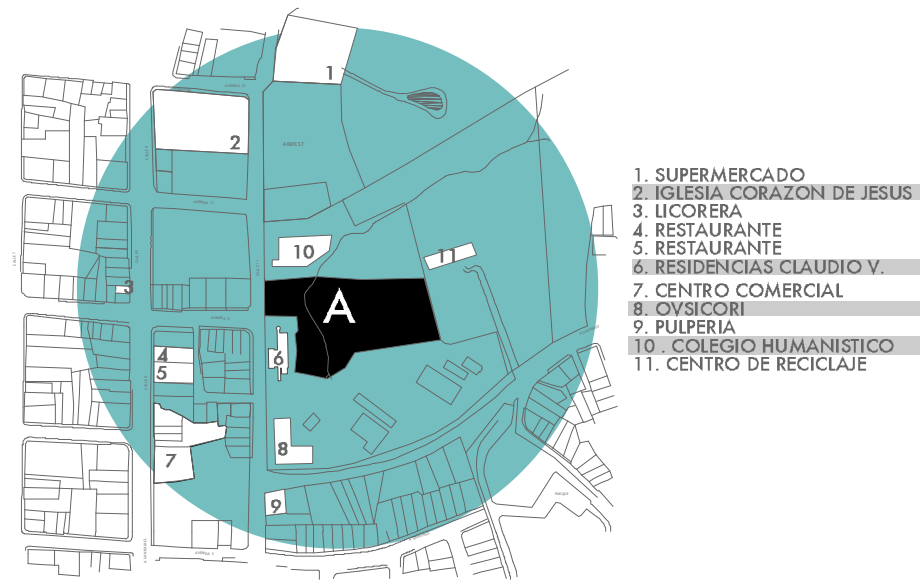 1
2
3
4
5
6
7
8
9
10
11
A
1. SUPERMERCADO
2. IGLESIA CORAZON DE JESUS
3. LICORERA
4. RESTAURANTE
5. RESTAURANTE
6. RESIDENCIAS CLAUDIO V.
7. CENTRO COMERCIAL
8. OVSICORI
9. PULPERIA
10 . COLEGIO HUMANISTICO
11. CENTRO DE RECICLAJE